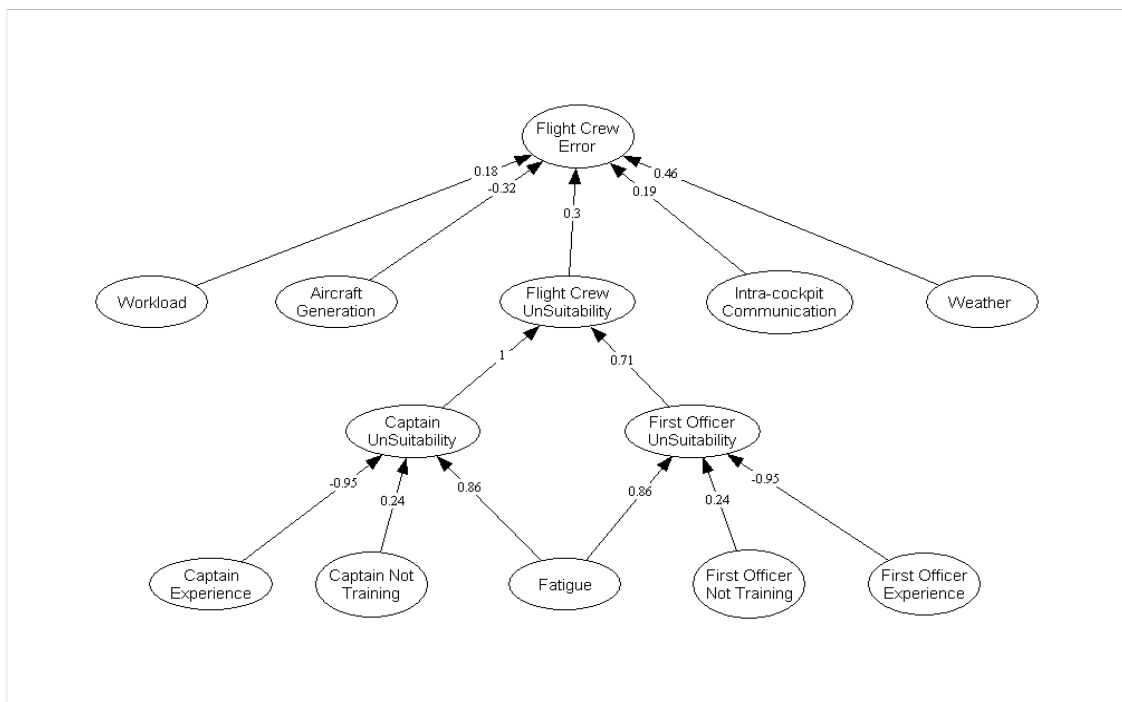 Flight Crew
Error
0.18
-0.32
0.3
0.19
0.46
Workload
Aircraft
Generation
Flight Crew
UnSuitability
Intra-cockpit
Communication
Weather
1
0.71
Captain
UnSuitability
First Officer
UnSuitability
-0.95
0.24
0.86
0.86
0.24
-0.95
Captain
Experience
Captain Not
Training
Fatigue
First Officer
Not Training
First Officer
Experience